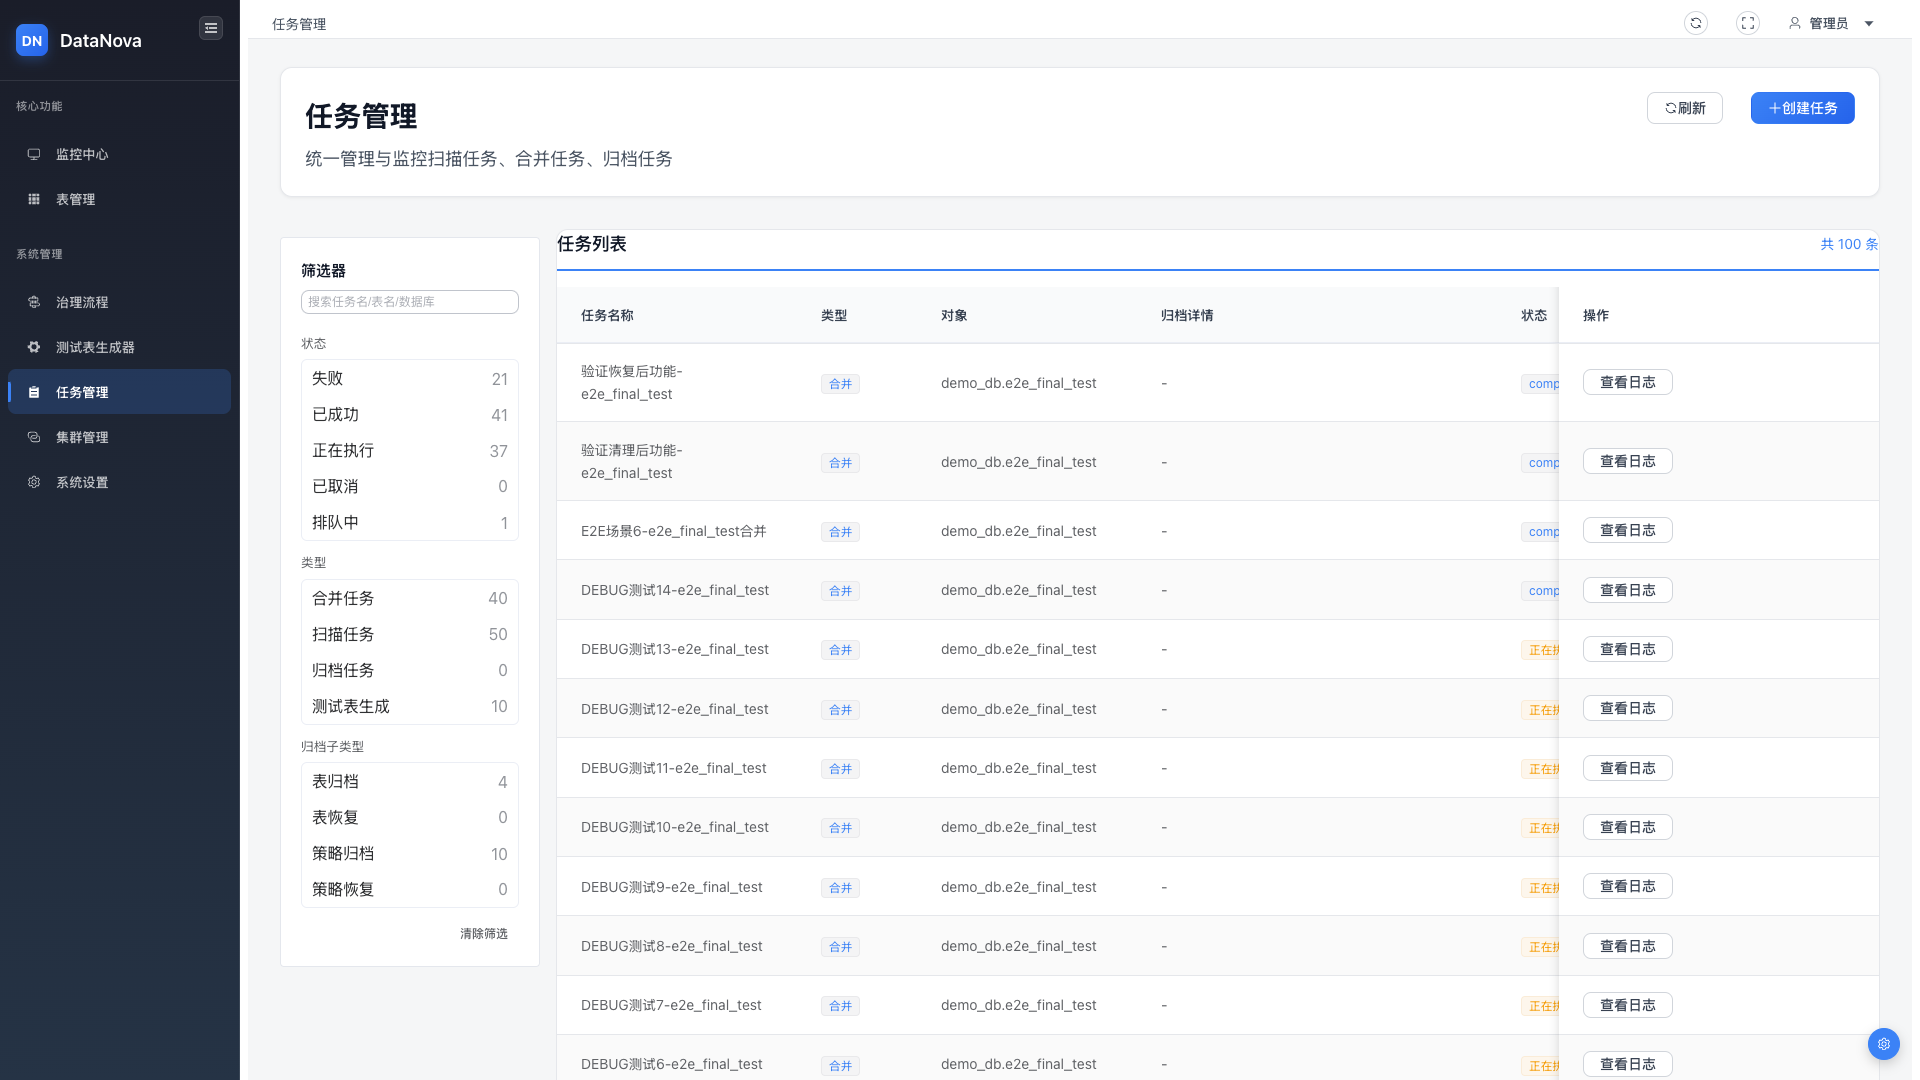 DN
DataNova
核心功能
监控中心
表管理
系统管理
治理流程
测试表生成器
任务管理
集群管理
系统设置
任务管理
管理员
任务管理
统一管理与监控扫描任务、合并任务、归档任务
刷新
创建任务
筛选器
搜索任务名/表名/数据库
状态
失败 21
已成功 41
正在执行 37
已取消 0
排队中 1
类型
合并任务 40
扫描任务 50
归档任务 0
测试表生成 10
归档子类型
表归档 4
表恢复 0
策略归档 10
策略恢复 0
清除筛选
任务列表
共 100 条
任务名称 类型 对象 归档详情 状态 操作
验证恢复后功能-
e2e_final_test 合并 demo_db.e2e_final_test - comp 查看日志
验证清理后功能-
e2e_final_test 合并 demo_db.e2e_final_test - comp 查看日志
E2E场景6-e2e_final_test合并 合并 demo_db.e2e_final_test - comp 查看日志
DEBUG测试14-e2e_final_test 合并 demo_db.e2e_final_test - comp 查看日志
DEBUG测试13-e2e_final_test 合并 demo_db.e2e_final_test - 正在 查看日志
DEBUG测试12-e2e_final_test 合并 demo_db.e2e_final_test - 正在 查看日志
DEBUG测试11-e2e_final_test 合并 demo_db.e2e_final_test - 正在 查看日志
DEBUG测试10-e2e_final_test 合并 demo_db.e2e_final_test - 正在 查看日志
DEBUG测试9-e2e_final_test 合并 demo_db.e2e_final_test - 正在 查看日志
DEBUG测试8-e2e_final_test 合并 demo_db.e2e_final_test - 正在 查看日志
DEBUG测试7-e2e_final_test 合并 demo_db.e2e_final_test - 正在 查看日志
DEBUG测试6-e2e_final_test 合并 demo_db.e2e_final_test - 正在 查看日志